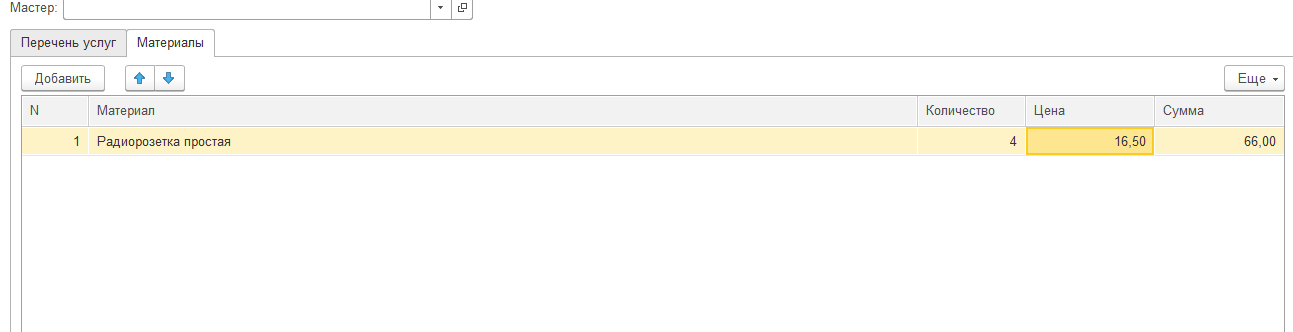 Мастер:
Перечень услуг Материалы
Добавить Еще
N Материал Количество Цена Сумма
1 Радиорозетка простая 4 16,50 66,00